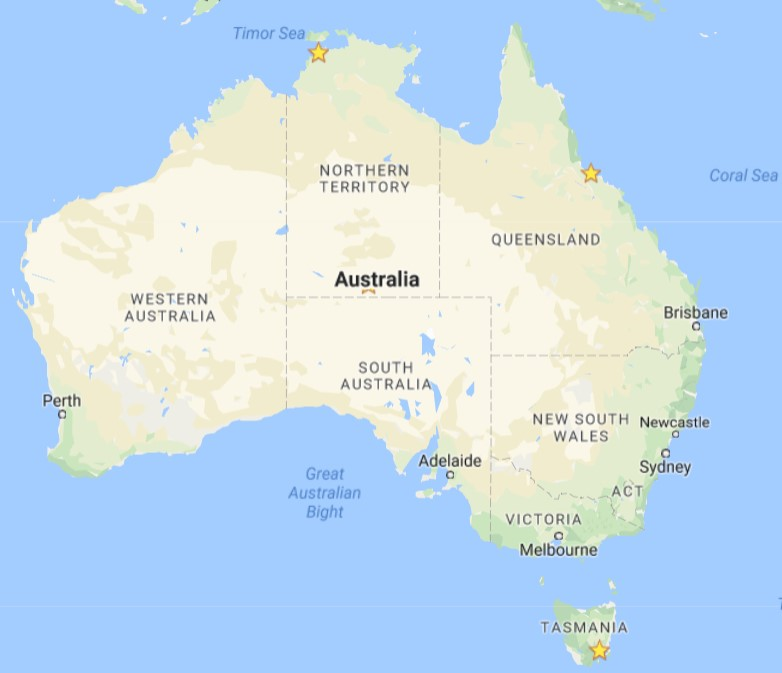 Timor Sea
NORTHERN
TERRITORY
Coral Sea
QUEENSLAND
Australia
WESTERN
AUSTRALIA
Brisbane
SOUTH
AUSTRALIA
Perth
NEW SOUTH
WALES
Newcastle
Adelaide
Sydney
Great
Australian
Bight
ACT
VICTORIA
Melbourne
TASMANIA